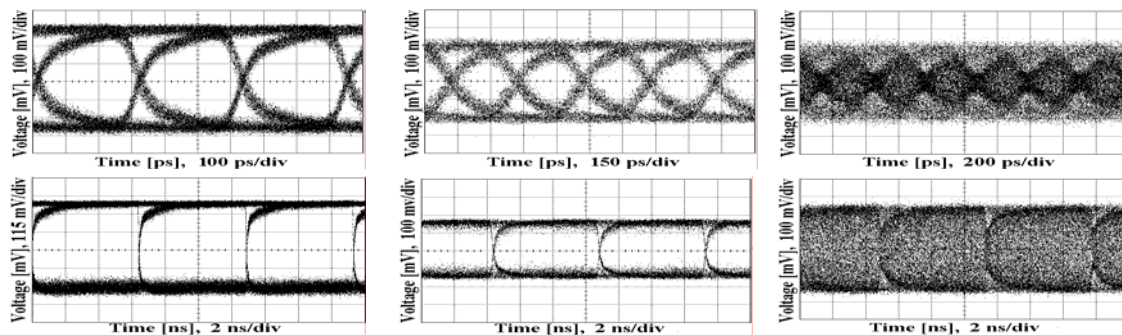 Voltage [mV], 100 mV/div
Time [ps], 100 ps/div
Voltage [mV], 100 mV/div
Time [ps], 150 ps/div
Voltage [mV], 100 mV/div
Time [ps], 200 ps/div
Voltage [mV], 115 mV/div
Time [ns], 2 ns/div
Voltage [mV], 100 mv/div
Time [ns], 2 ns/div
Voltage [mV], 100 mV/div
Time [ns], 2 ns/div